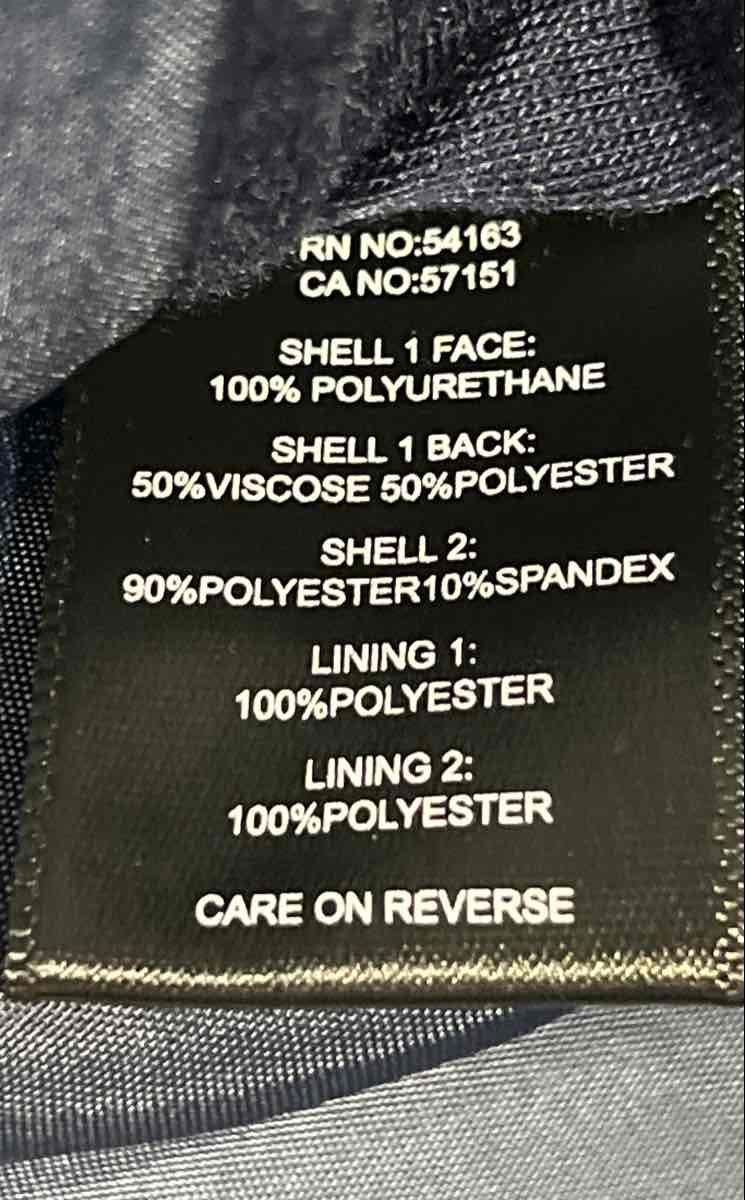 RN NO:54163
CA NO:57151
SHELL 1 FACE:
100% POLYURETHANE
SHELL 1 BACK:
50%VISCOSE 50%POLYESTER
SHELL 2:
90%POLYESTER10%SPANDEX
LINING 1:
100%POLYESTER
LINING 2:
100%POLYESTER
CARE ON REVERSE